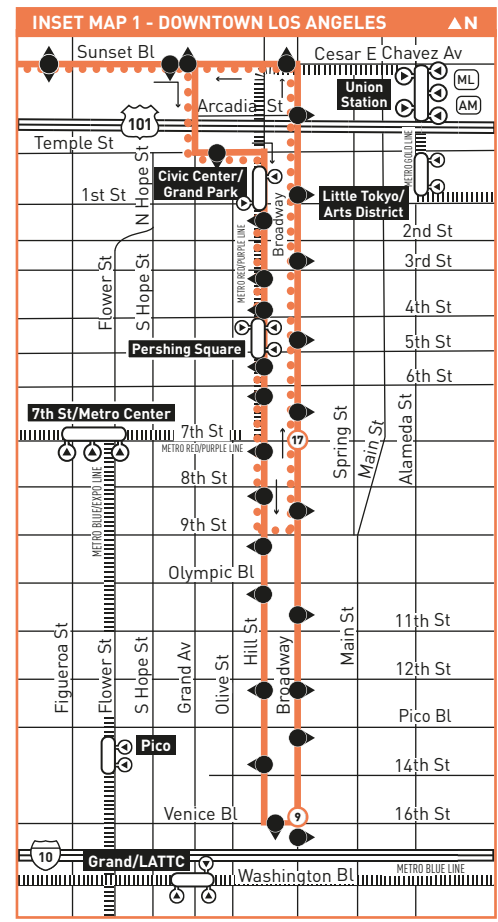 INSET MAP 1 - DOWNTOWN LOS ANGELES
▲N
Sunset Bl
Cesar E Chavez Av
Union
Station
ML
AM
Arcadia St
101
Temple St
METRO GOLD LINE
N Hope St
Civic Center/
Grand Park
1st St
Little Tokyo/
Arts District
Broadway
2nd St
METRO RED/PURPLE LINE
3rd St
Flower St
S Hope St
4th St
5th St
Pershing Square
6th St
7th St/Metro Center
Spring St
Main St
Alameda St
7th St
17
METRO RED/PURPLE LINE
8th St
METRO BLUE/EXPO LINE
9th St
Olympic Bl
Figueroa St
Flower St
S Hope St
Grand Av
Olive St
Hill St
Broadway
Main St
11th St
12th St
Pico Bl
Pico
14th St
Venice Bl
9
16th St
10
Grand/LATTC
Washington Bl
METRO BLUE LINE